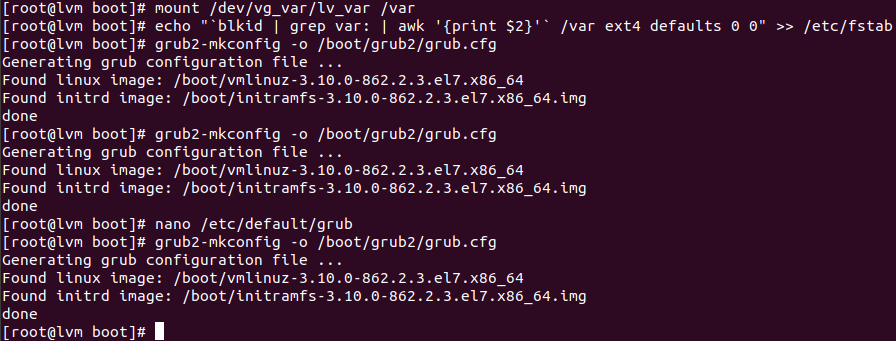 [root@lvm boot]# mount /dev/vg_var/lv_var /var
[root@lvm boot]# echo "`blkid | grep var: | awk '{print $2}'` /var ext4 defaults 0 0" >> /etc/fstab
[root@lvm boot]# grub2-mkconfig -o /boot/grub2/grub.cfg
Generating grub configuration file ...
Found linux image: /boot/vmlinuz-3.10.0-862.2.3.el7.x86_64
Found initrd image: /boot/initramfs-3.10.0-862.2.3.el7.x86_64.img
done
[root@lvm boot]# grub2-mkconfig -o /boot/grub2/grub.cfg
Generating grub configuration file ...
Found linux image: /boot/vmlinuz-3.10.0-862.2.3.el7.x86_64
Found initrd image: /boot/initramfs-3.10.0-862.2.3.el7.x86_64.img
done
[root@lvm boot]# nano /etc/default/grub
[root@lvm boot]# grub2-mkconfig -o /boot/grub2/grub.cfg
Generating grub configuration file ...
Found linux image: /boot/vmlinuz-3.10.0-862.2.3.el7.x86_64
Found initrd image: /boot/initramfs-3.10.0-862.2.3.el7.x86_64.img
done
[root@lvm boot]#